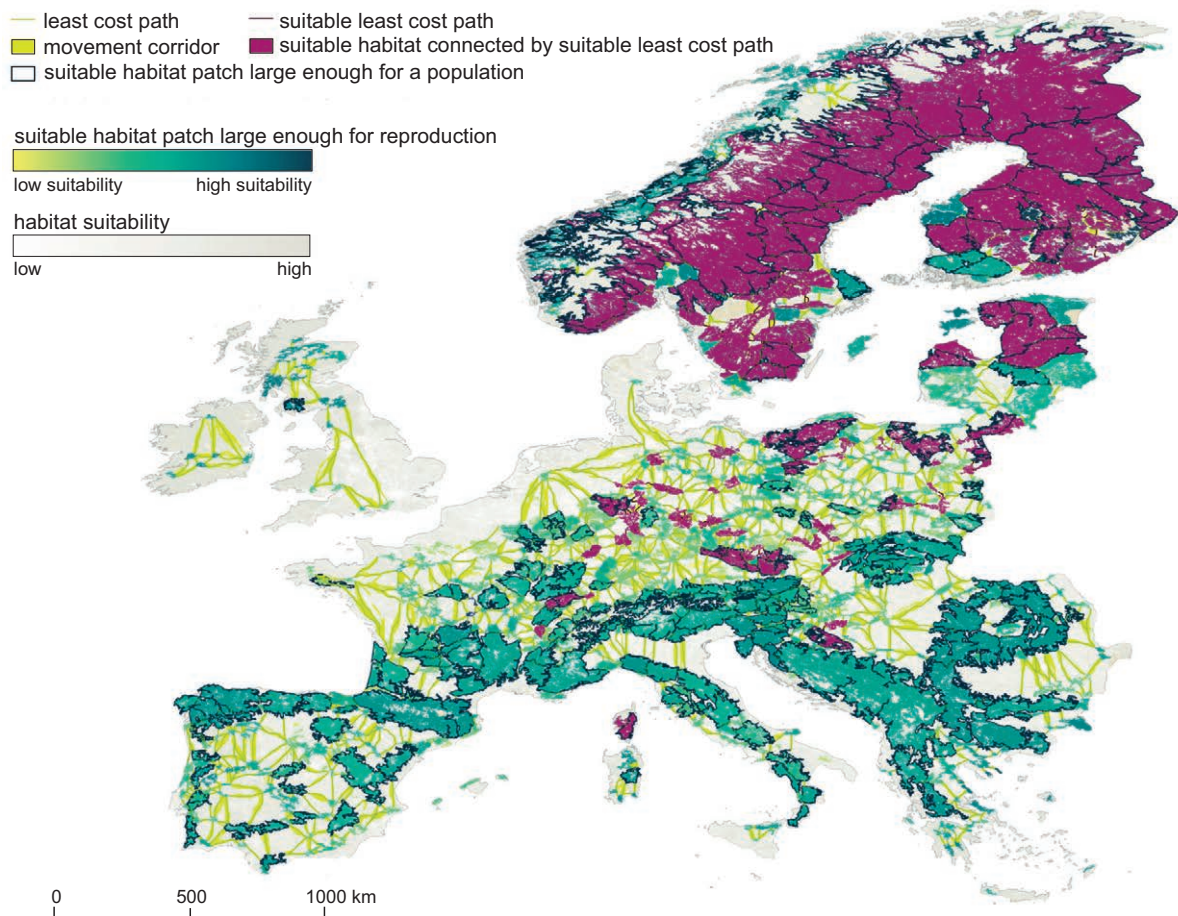 least cost path
suitable least cost path
movement corridor
suitable habitat connected by suitable least cost path
suitable habitat patch large enough for a population
suitable habitat patch large enough for reproduction
low suitability high suitability
habitat suitability
low high
0 500 1000 km